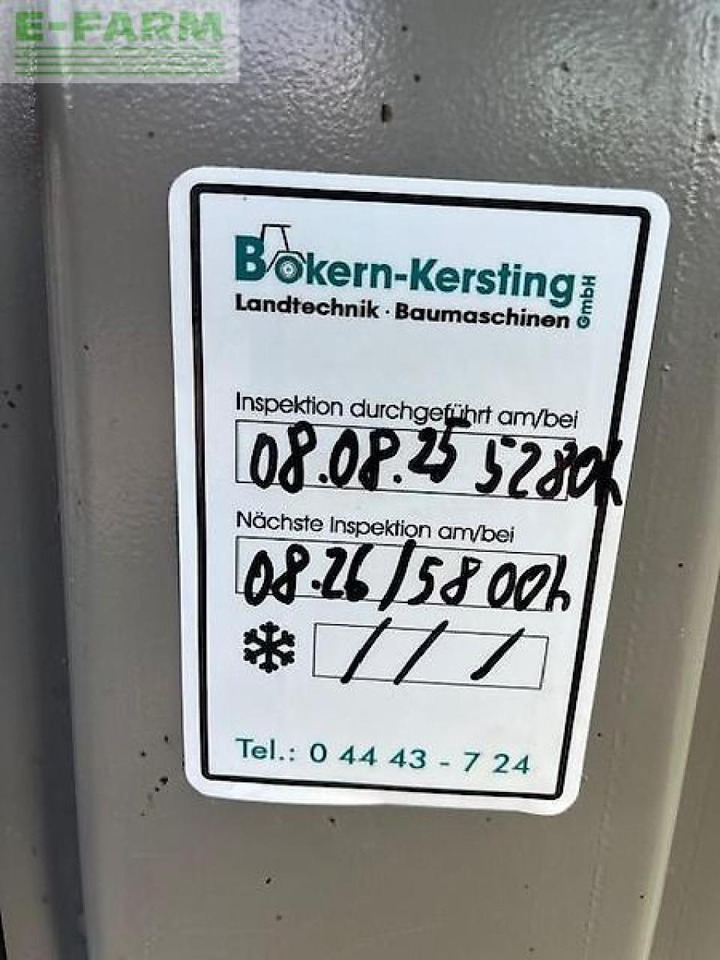 E-FARM
Bokern-Kersting GmbH
Landtechnik · Baumaschinen
Inspektion durchgeführt am/bei
08.08.25 5280h
Nächste Inspektion am/bei
08.26/5800h
/ / /
Tel.: 0 44 43 - 7 24